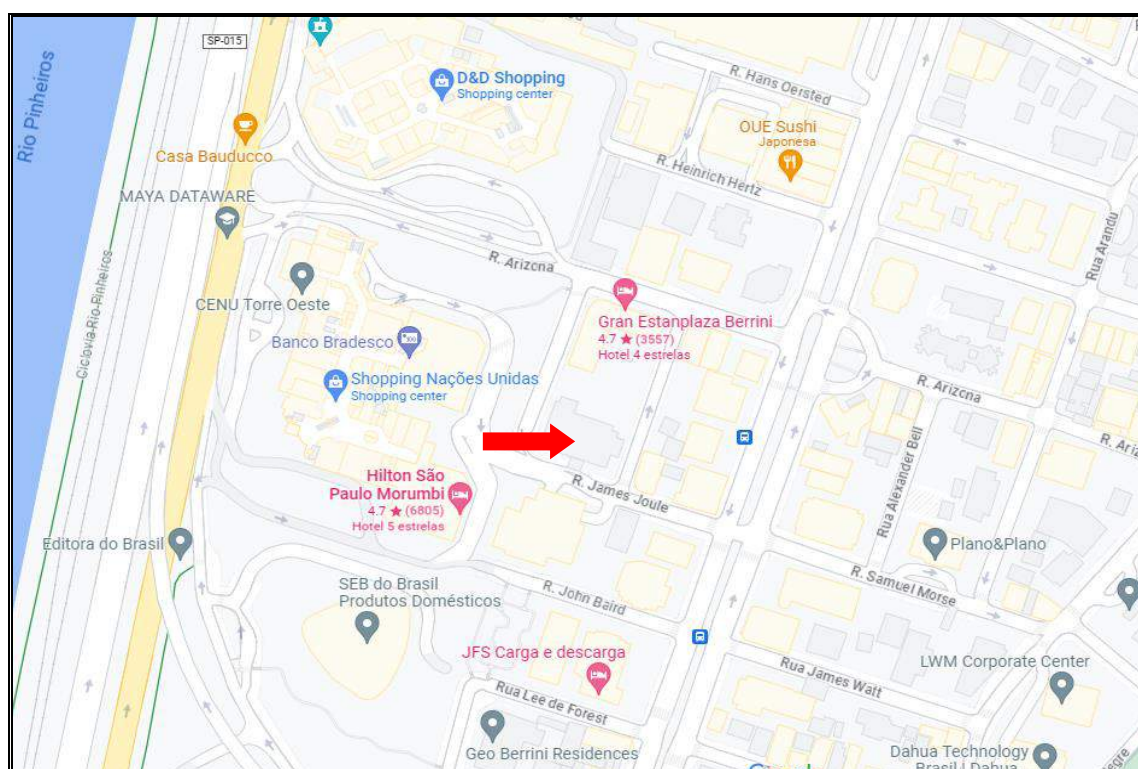 Rio Pinheiros
SP-015
D&D Shopping
Shopping center
R. Hans Oersted
OUE Sushi
Japonesa
Casa Bauducco
R. Heinrich Hertz
MAYA DATAWARE
Rua Arandu
R. Arizona
CENU Torre Oeste
Gran Estanplaza Berrini
4.7 ★ (3557)
Hotel 4 estrelas
Banco Bradesco
Ciclovia Rio Pinheiros
Shopping Nações Unidas
Shopping center
R. Arizona
Rua Alexander Bell
R. Ariz
Hilton São
Paulo Morumbi
4.7 ★ (6805)
Hotel 5 estrelas
R. James Joule
Editora do Brasil
Plano&Plano
SEB do Brasil
Produtos Domésticos
R. John Baird
R. Samuel Morse
JFS Carga e descarga
Rua James Watt
LWM Corporate Center
Rua Lee de Forest
Geo Berrini Residences
Dahua Technology
Brasil | Dahua